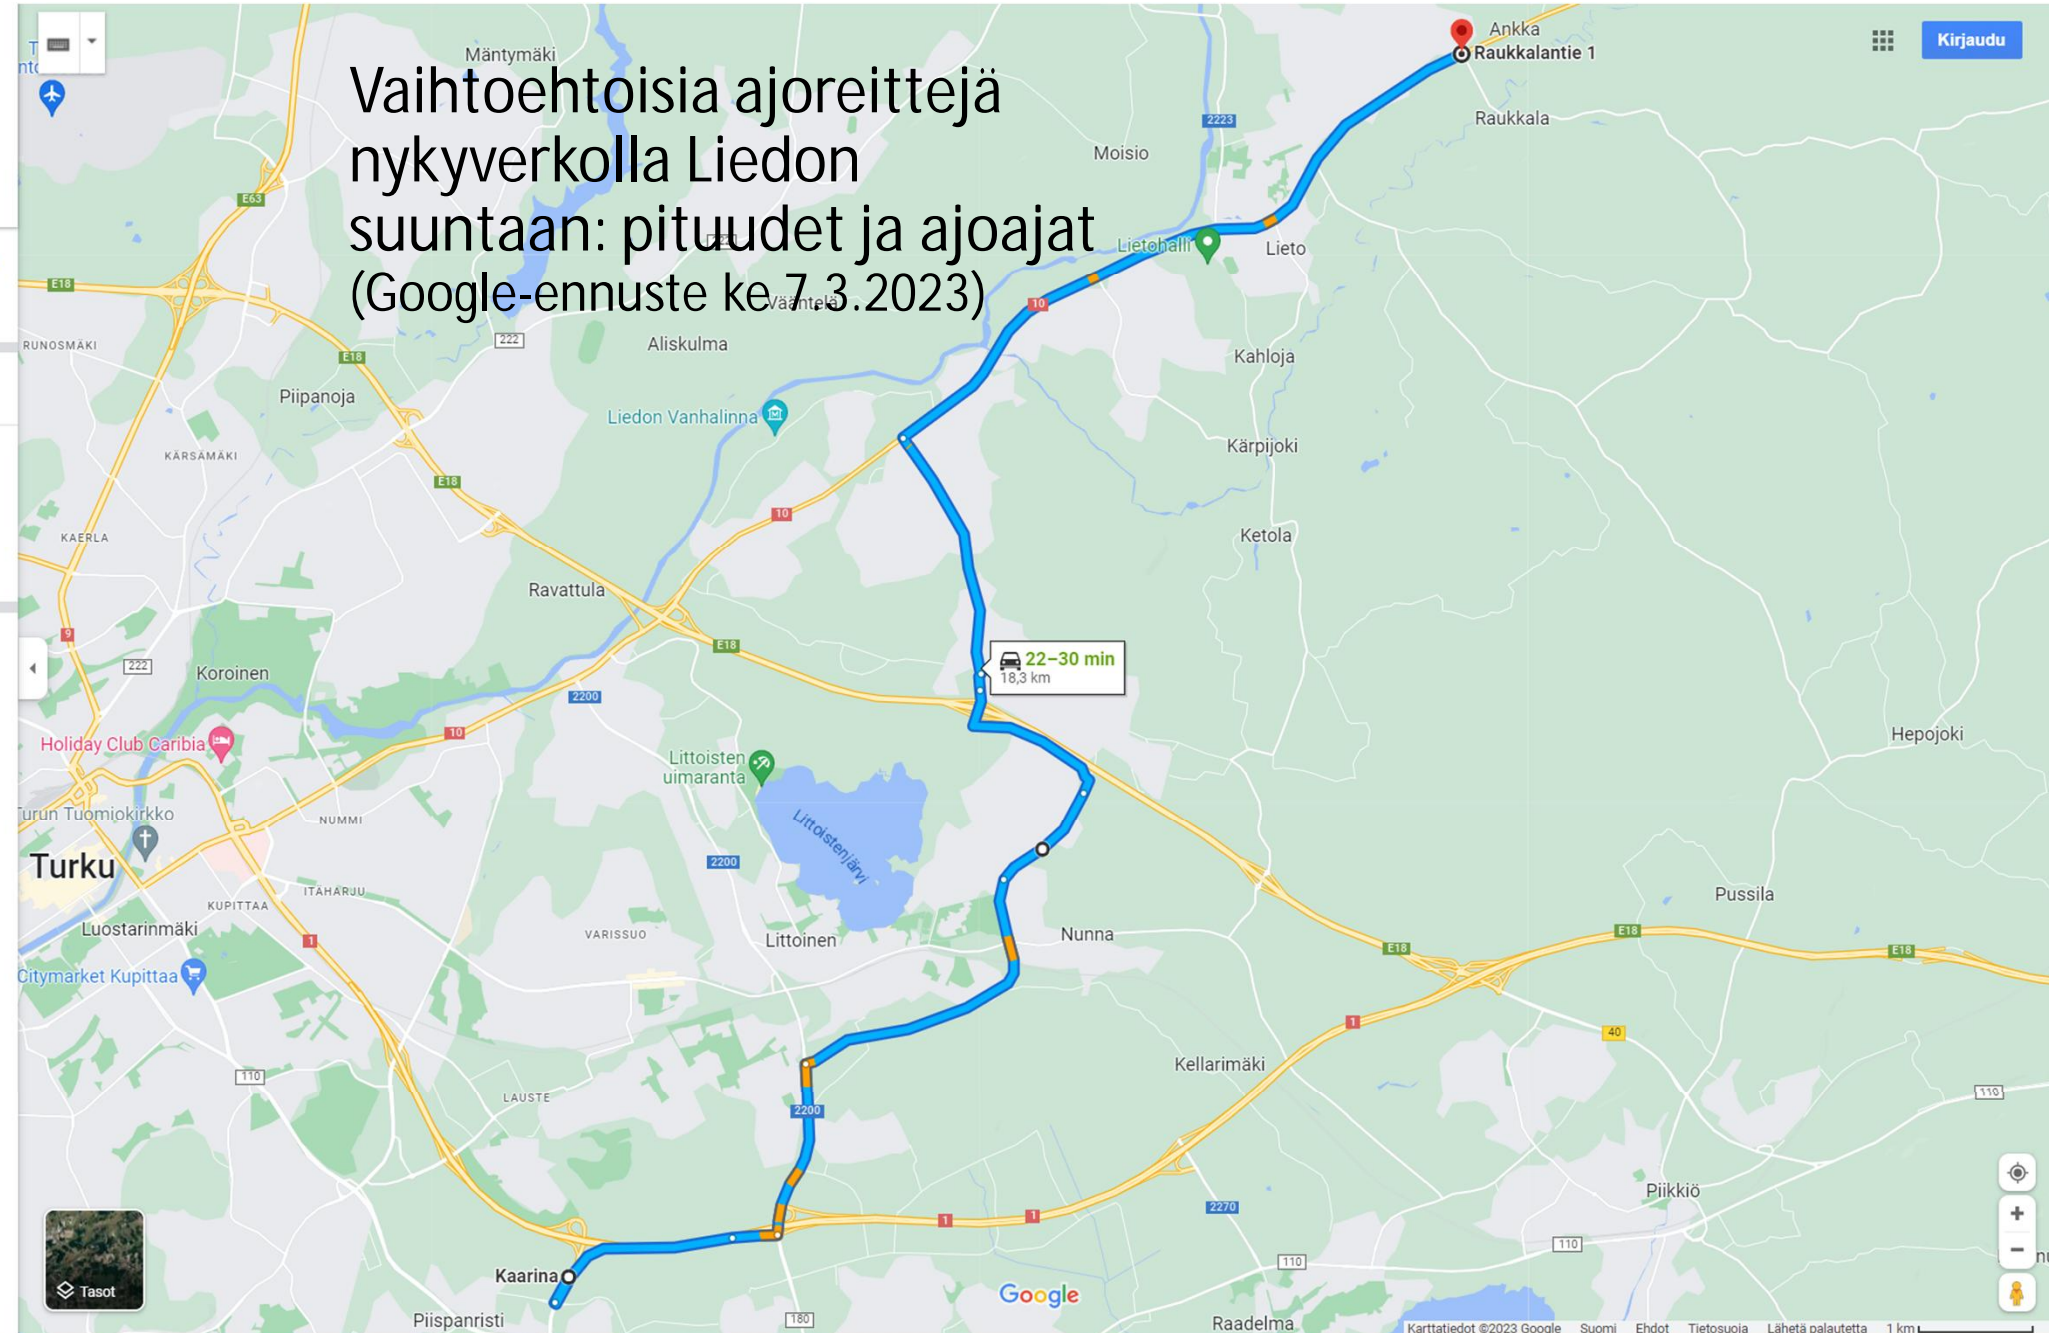 Vaihtoehtoisia ajoreittejä
nykyverkolla Liedon
suuntaan: pituudet ja ajoajat
(Google-ennuste ke 7.3.2023)
Kirjaudu
Ankka
Raukkalantie 1
Mäntymäki
Raukkala
2223
Moisio
E63
Lietohalli
Lieto
E18
Vääntelä
10
222
RUNOSMÄKI
Aliskulma
E18
Kahloja
Piipanoja
Liedon Vanhalinna
Kärpijoki
KÄRSÄMÄKI
E18
10
KAERLA
Ketola
Ravattula
9
E18
222
Koroinen
22–30 min
18,3 km
2200
10
Holiday Club Caribia
Hepojoki
Littoisten
uimaranta
Turun Tuomiokirkko
NUMMI
Littoistenjärvi
Turku
2200
ITÄHARJU
Pussila
KUPITTAA
Luostarinmäki
1
VARISSUO
Littoinen
Nunna
E18
E18
E18
Citymarket Kupittaa
1
40
Kellarimäki
110
LAUSTE
110
2200
Piikkiö
2270
1
1
110
110
Kaarina
Tasot
Google
Piispanristi
180
Raadelma
Karttatiedot ©2023 Google Suomi Ehdot Tietosuoja Lähetä palautetta 1 km